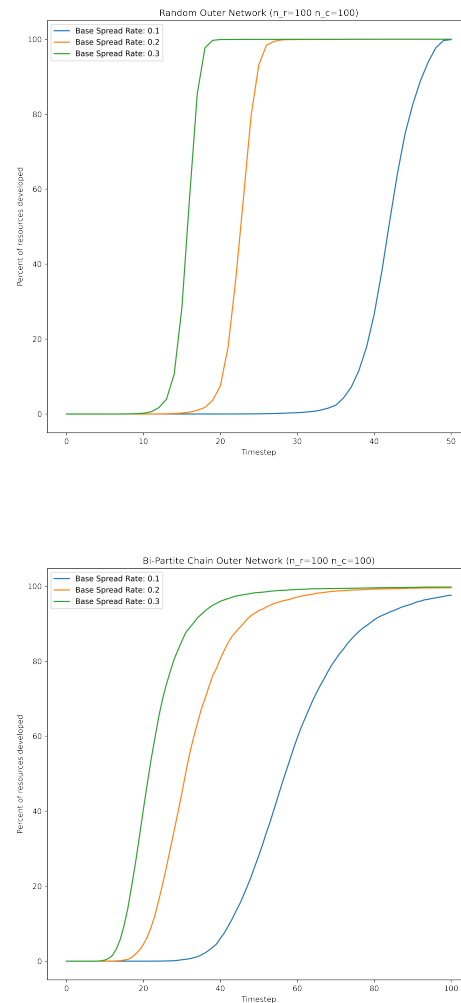 Random Outer Network (n_r=100 n_c=100)
Base Spread Rate: 0.1
Base Spread Rate: 0.2
Base Spread Rate: 0.3
100
80
60
40
20
0
Percent of resources developed
0 10 20 30 40 50
Timestep
Bi-Partite Chain Outer Network (n_r=100 n_c=100)
Base Spread Rate: 0.1
Base Spread Rate: 0.2
Base Spread Rate: 0.3
100
80
60
40
20
0
Percent of resources developed
0 20 40 60 80 100
Timestep